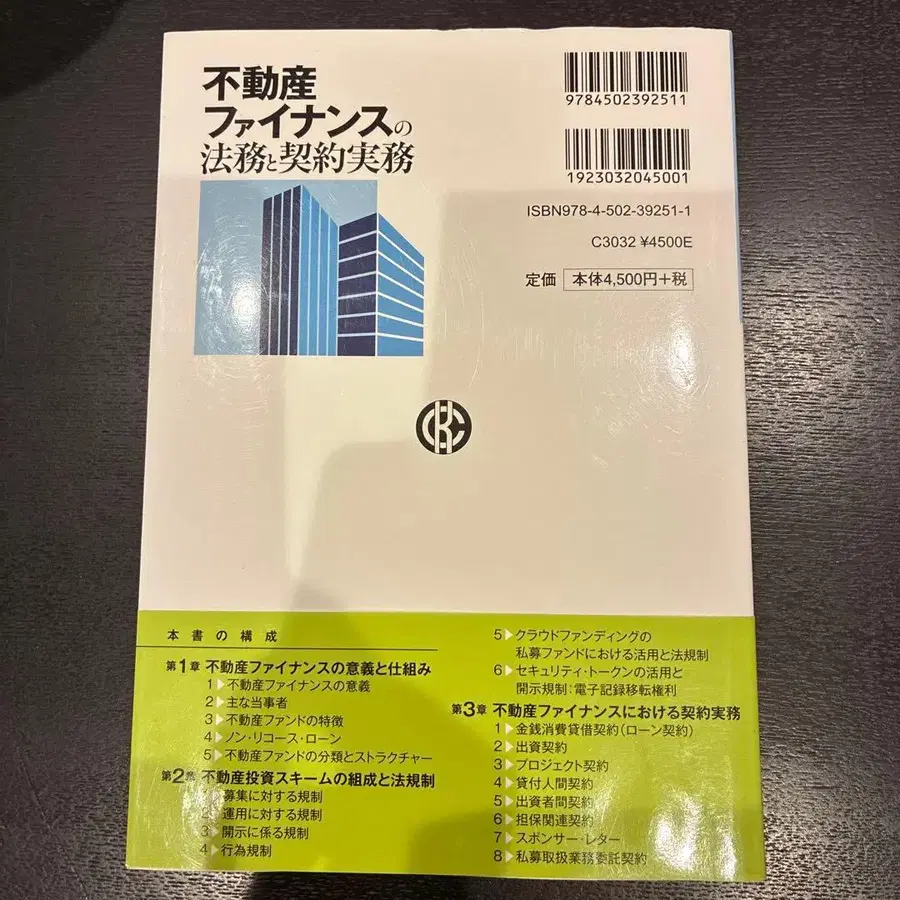 不動産
ファイナンスの
法務と契約実務
9784502392511
1923032045001
ISBN978-4-502-39251-1
C3032 ¥4500E
定価 本体4,500円+税
本書の構成
第1章 不動産ファイナンスの意義と仕組み
1▶不動産ファイナンスの意義
2▶主な当事者
3▶不動産ファンドの特徴
4▶ノン・リコース・ローン
5▶不動産ファンドの分類とストラクチャー
第2章 不動産投資スキームの組成と法規制
1▶募集に対する規制
2▶運用に対する規制
3▶開示に係る規制
4▶行為規制
5▶クラウドファンディングの
私募ファンドにおける活用と法規制
6▶セキュリティ・トークンの活用と
開示規制:電子記録移転権利
第3章 不動産ファイナンスにおける契約実務
1▶金銭消費貸借契約(ローン契約)
2▶出資契約
3▶プロジェクト契約
4▶貸付人間契約
5▶出資者間契約
6▶担保関連契約
7▶スポンサー・レター
8▶私募取扱業務委託契約